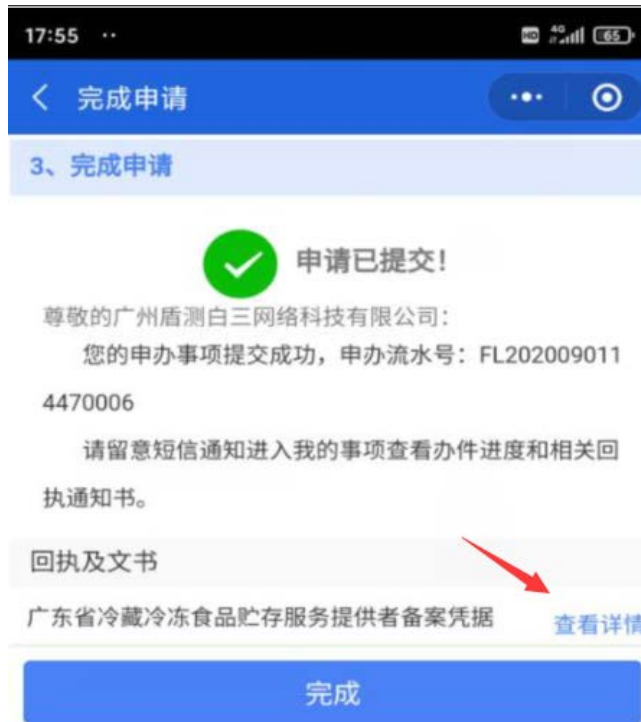 17:55 ··
HD 4G 65
完成申请
3、完成申请
申请已提交!
尊敬的广州盾测白三网络科技有限公司:
您的申办事项提交成功，申办流水号：FL202009011
4470006
请留意短信通知进入我的事项查看办件进度和相关回
执通知书。
回执及文书
广东省冷藏冷冻食品贮存服务提供者备案凭据
查看详情
完成